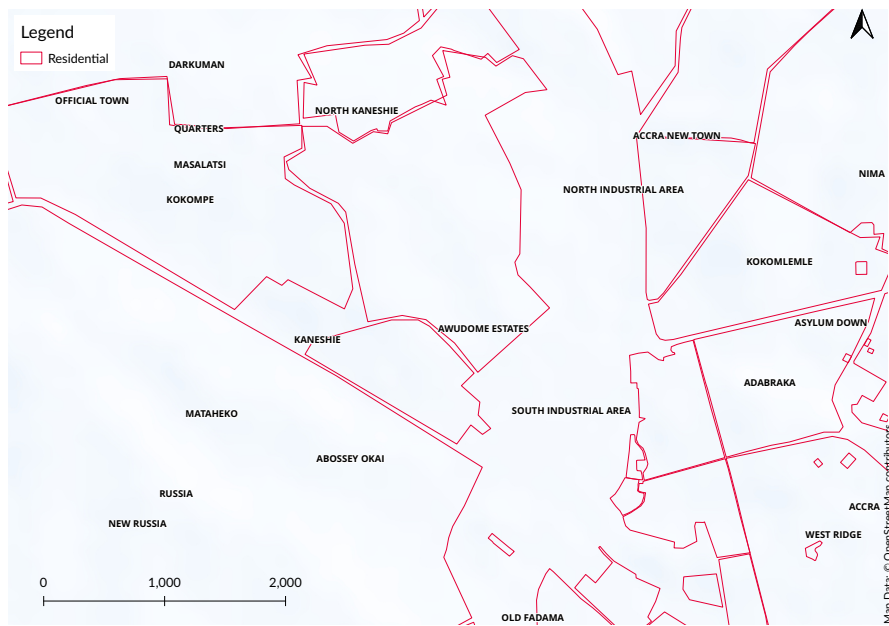 Legend
Residential
DARKUMAN
OFFICIAL TOWN
NORTH KANESHIE
QUARTERS
ACCRA NEW TOWN
MASALATSI
NIMA
NORTH INDUSTRIAL AREA
KOKOMPE
KOKOMLEMLE
ASYLUM DOWN
AWUDOME ESTATES
KANESHIE
ADABRAKA
SOUTH INDUSTRIAL AREA
MATAHEKO
ABOSSEY OKAI
RUSSIA
ACCRA
NEW RUSSIA
WEST RIDGE
0 1,000 2,000
OLD FADAMA
Map Data: © OpenStreetMap contributors